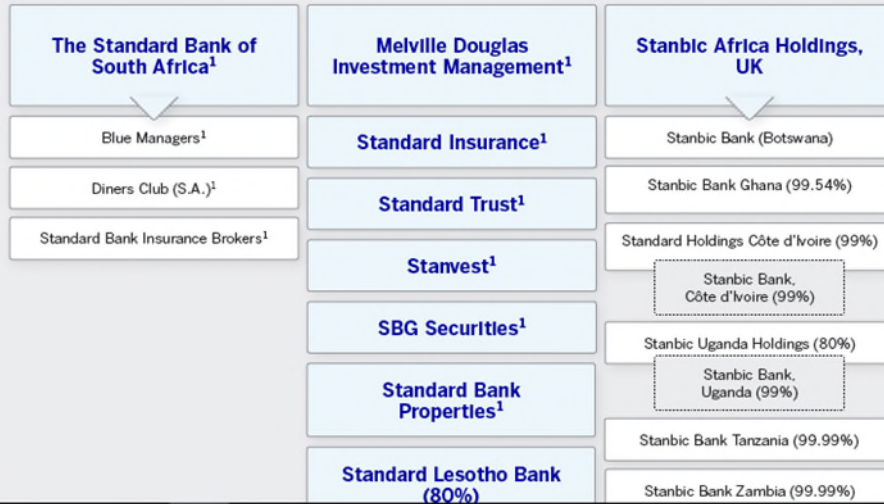 The Standard Bank of
South Africa¹
Blue Managers¹
Diners Club (S.A.)¹
Standard Bank Insurance Brokers¹
Melville Douglas
Investment Management¹
Standard Insurance¹
Standard Trust¹
Stanvest¹
SBG Securities¹
Standard Bank
Properties¹
Standard Lesotho Bank
(80%)
Stanbic Africa Holdings,
UK
Stanbic Bank (Botswana)
Stanbic Bank Ghana (99.54%)
Standard Holdings Côte d'Ivoire (99%)
Stanbic Bank,
Côte d'Ivoire (99%)
Stanbic Uganda Holdings (80%)
Stanbic Bank,
Uganda (99%)
Stanbic Bank Tanzania (99.99%)
Stanbic Bank Zambia (99.99%)